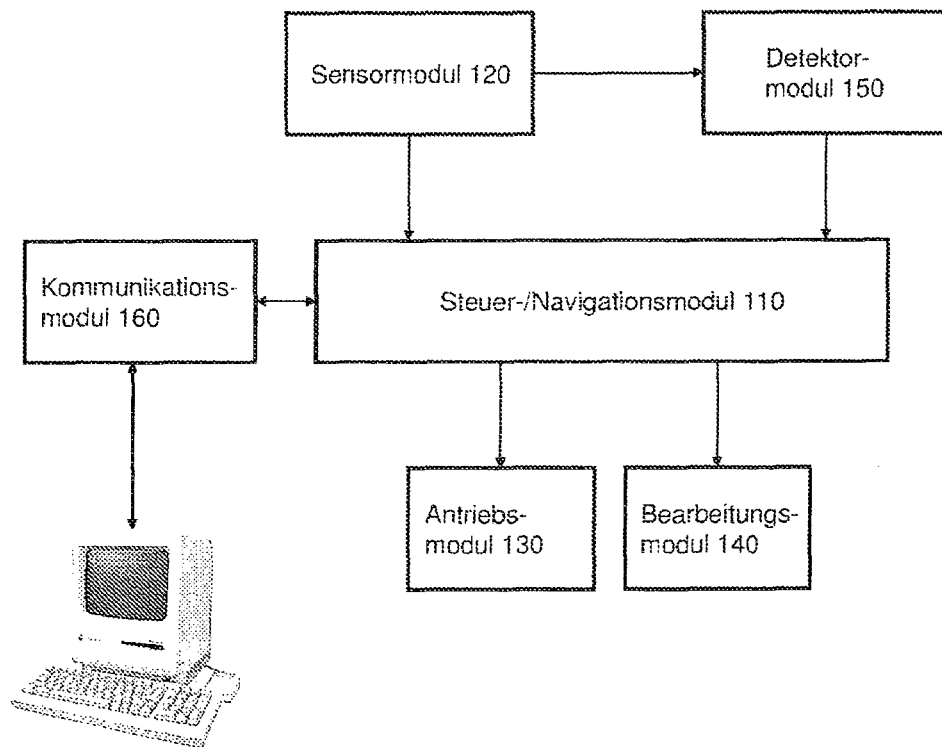 Sensormodul 120
Detektor-
modul 150
Kommunikations-
modul 160
Steuer-/Navigationsmodul 110
Antriebs-
modul 130
Bearbeitungs-
modul 140